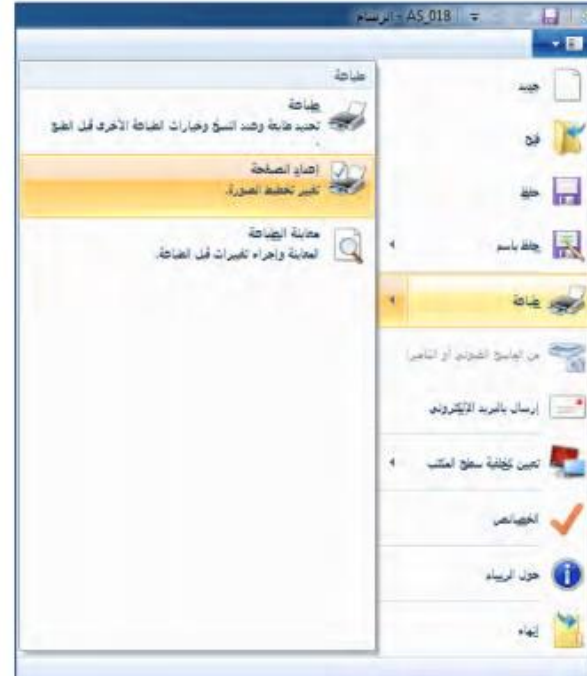 AS_018 - الرسام
جديد
فتح
حفظ
حفظ باسم
طباعة
من الماسح الضوئي أو الكاميرا
إرسال بالبريد الإلكتروني
تعيين كخلفية سطح المكتب
الخصائص
حول الرسام
إنهاء
طباعة
طباعة
تحديد طابعة وعدد النسخ وخيارات الطباعة الأخرى قبل الطبع
.
إعداد الصفحة
تغيير تخطيط الصورة.
معاينة الطباعة
المعاينة وإجراء تغييرات قبل الطباعة.